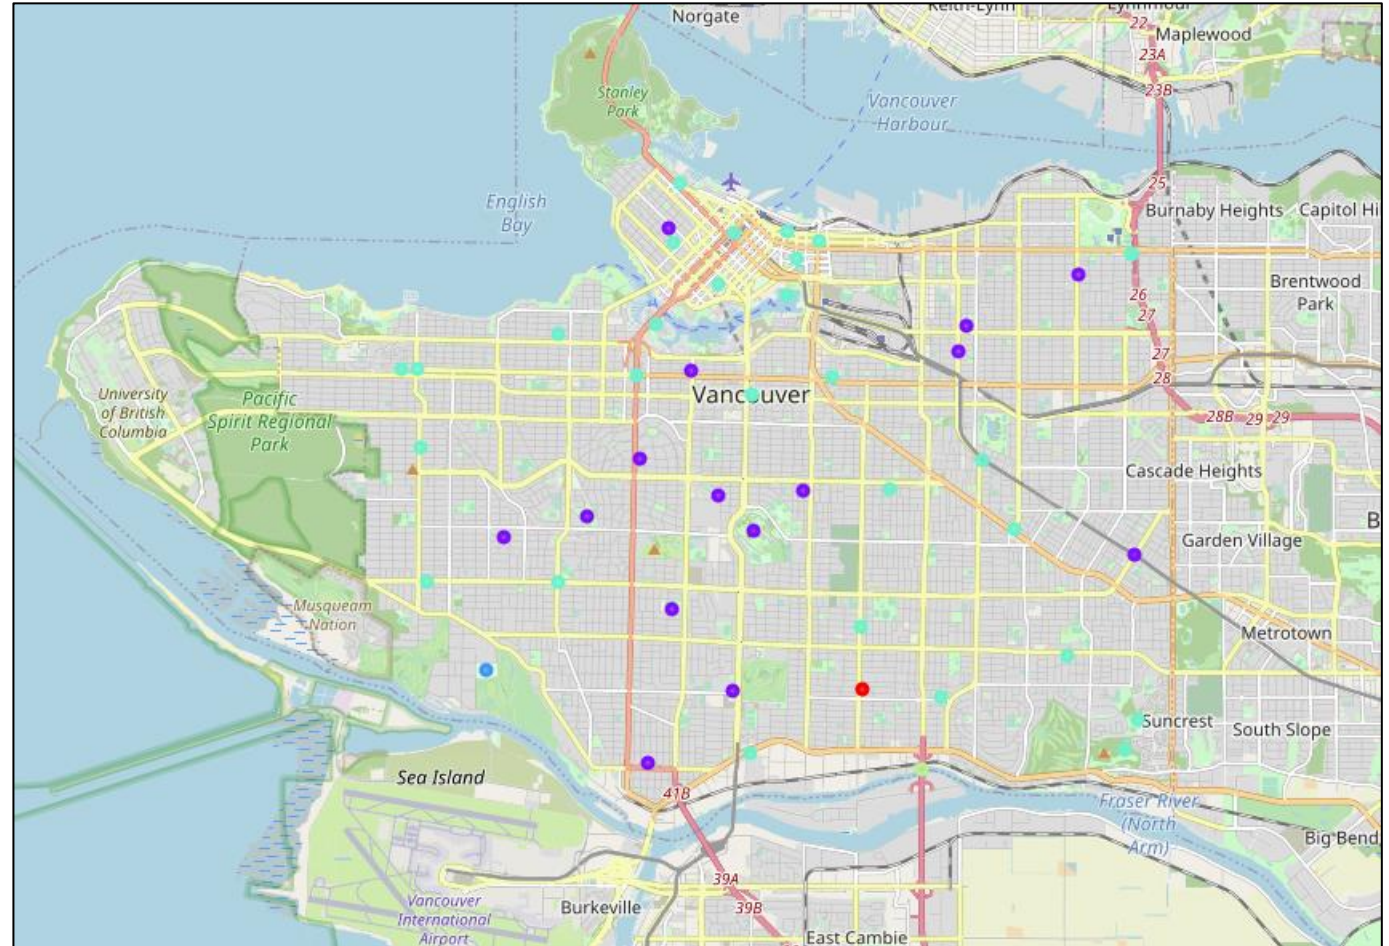 Norgate
Keith-Lynn
Lynnmour
22
Maplewood
23A
23B
Stanley
Park
Vancouver
Harbour
25
English
Bay
Burnaby Heights
Capitol Hi
26
27
Brentwood
Park
27
28
University
of British
Columbia
Pacific
Spirit Regional
Park
Vancouver
28B
29
29
Cascade Heights
B
Garden Village
Musqueam
Nation
Metrotown
Suncrest
South Slope
Sea Island
41B
Fraser River
(North
Arm)
Big Bend
39A
39B
Vancouver
International
Airport
Burkeville
East Cambie